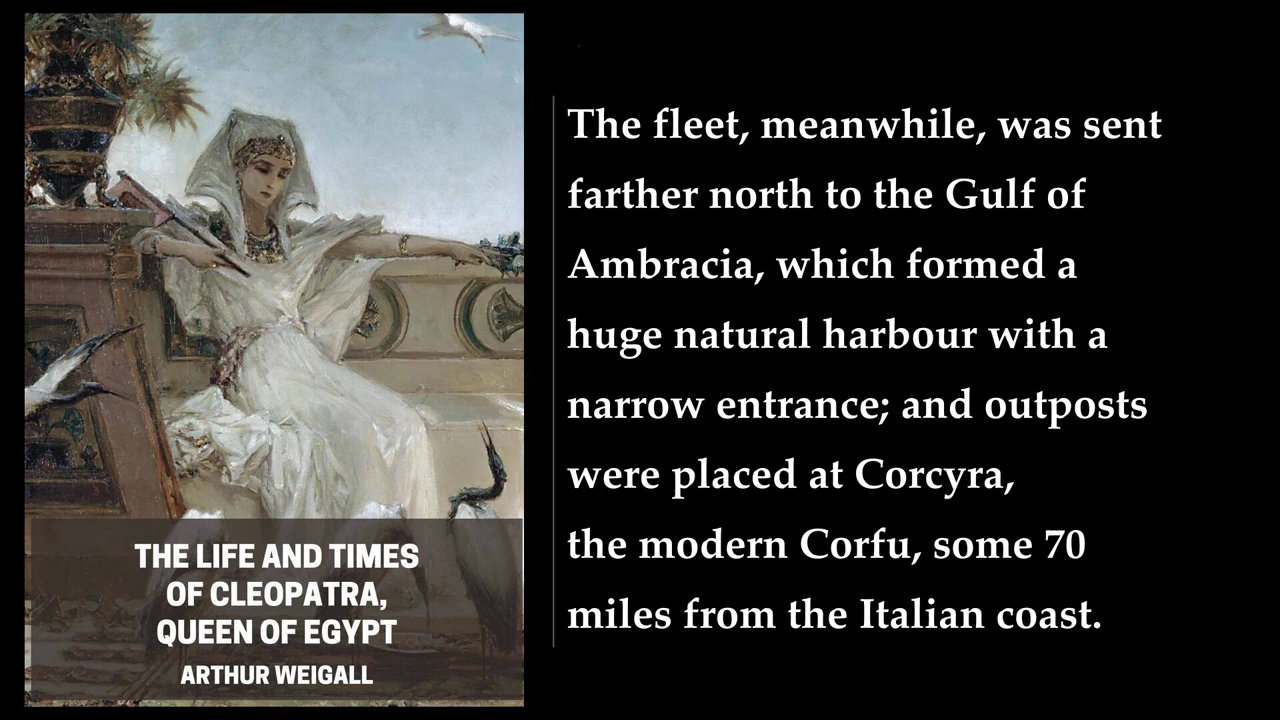 THE LIFE AND TIMES
OF CLEOPATRA,
QUEEN OF EGYPT
ARTHUR WEIGALL
The fleet, meanwhile, was sent
farther north to the Gulf of
Ambracia, which formed a
huge natural harbour with a
narrow entrance; and outposts
were placed at Corcyra,
the modern Corfu, some 70
miles from the Italian coast.